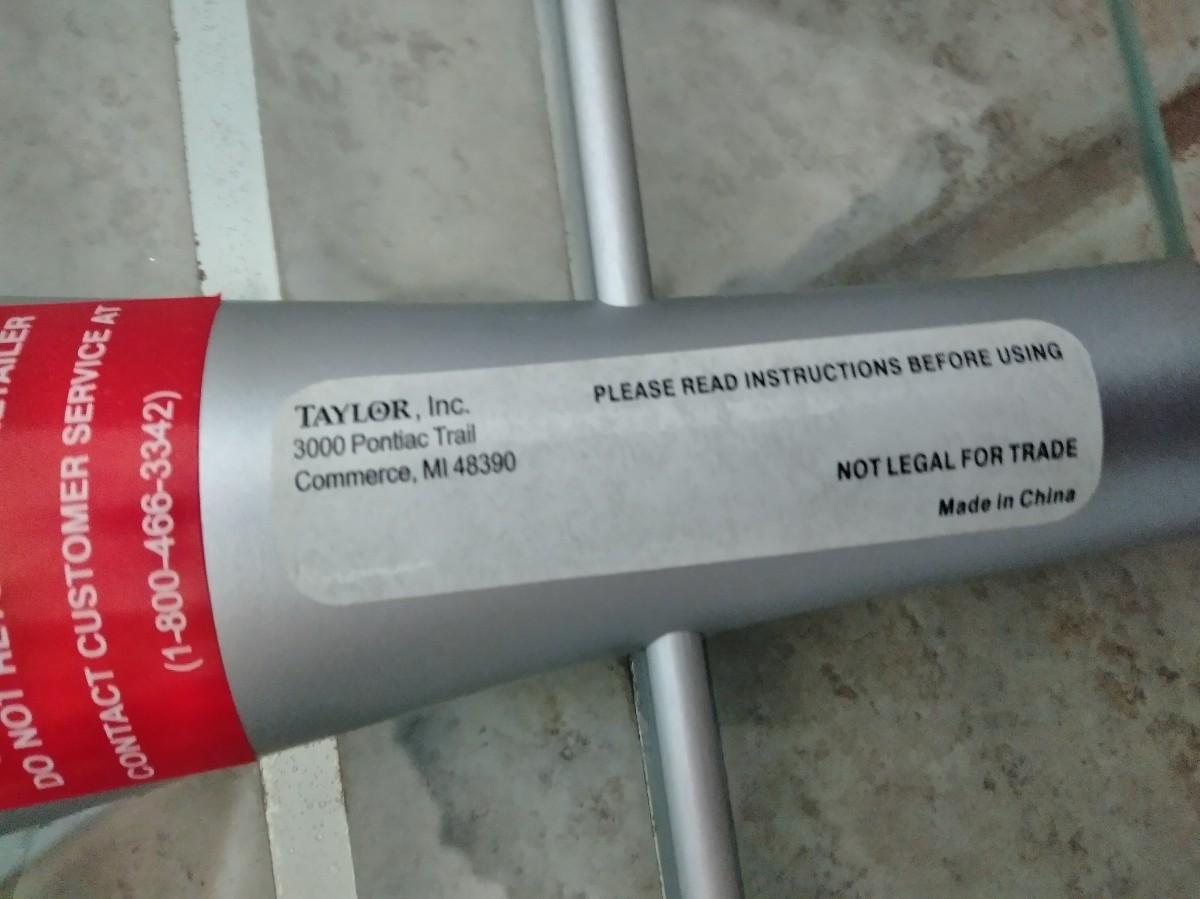 RETAILER
DO NOT
CONTACT CUSTOMER SERVICE AT
(1-800-466-3342)
TAYLOR, Inc.
3000 Pontiac Trail
Commerce, MI 48390
PLEASE READ INSTRUCTIONS BEFORE USING
NOT LEGAL FOR TRADE
Made in China